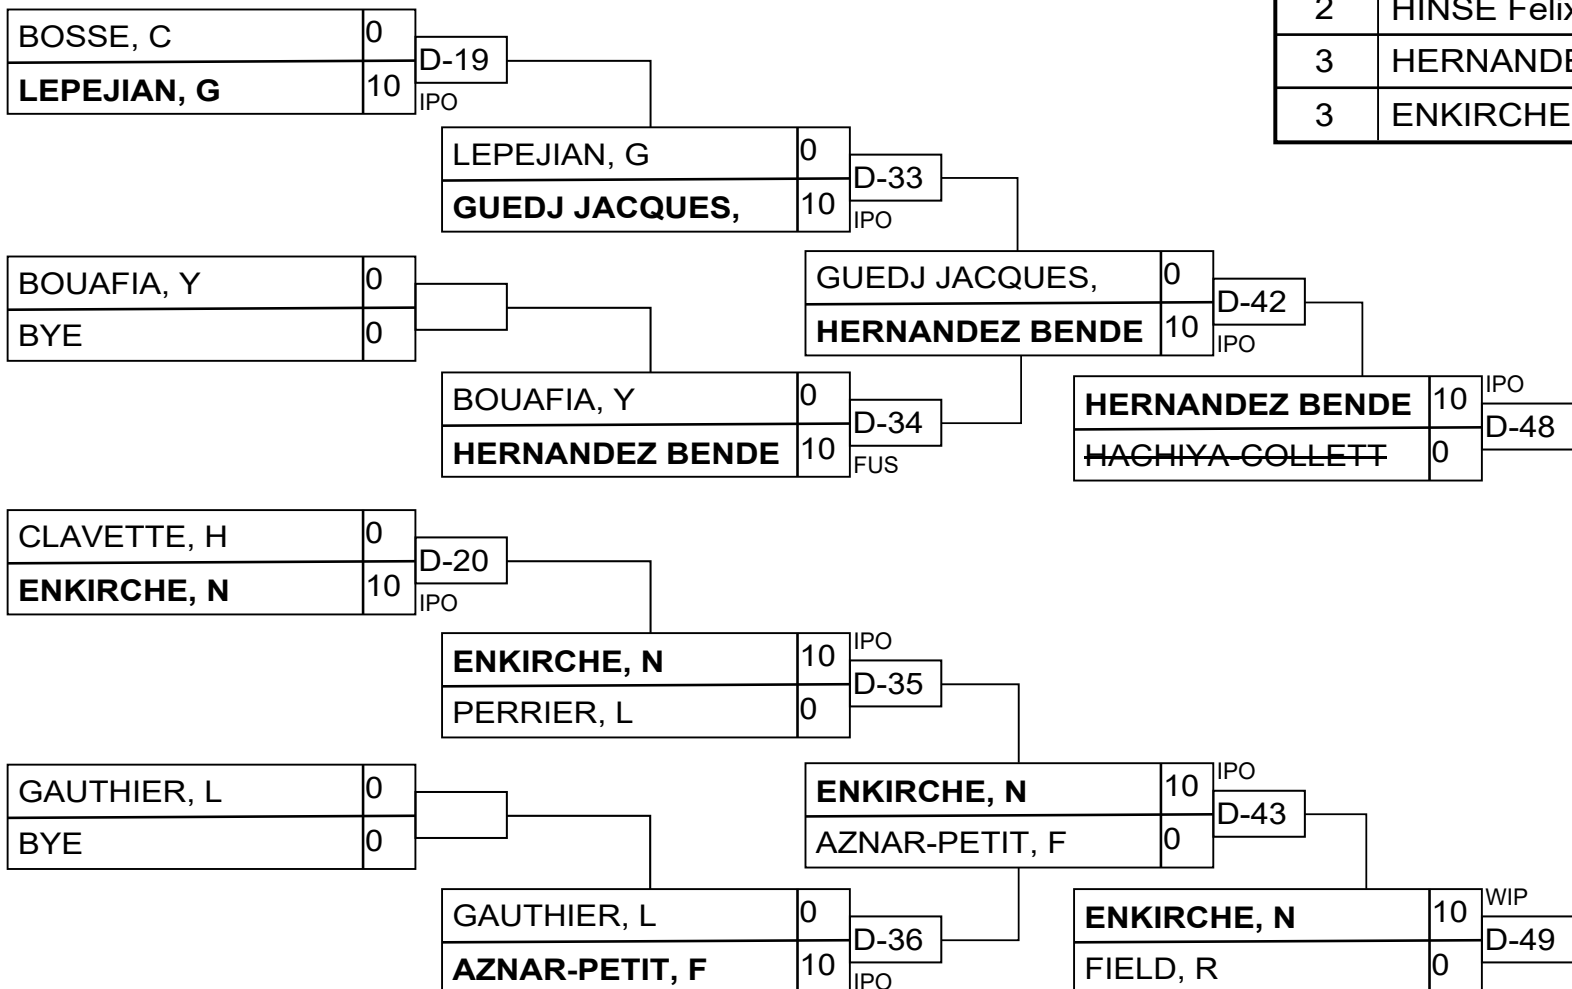 2 HINSE Felix
3 HERNANDE
3 ENKIRCHE
BOSSE, C 0
LEPEJIAN, G 10
D-19
IPO
LEPEJIAN, G 0
GUEDJ JACQUES, 10
D-33
IPO
BOUAFIA, Y 0
BYE 0
GUEDJ JACQUES, 0
HERNANDEZ BENDE 10
D-42
IPO
BOUAFIA, Y 0
HERNANDEZ BENDE 10
D-34
FUS
HERNANDEZ BENDE 10
HACHIYA-COLLETT 0
IPO
D-48
CLAVETTE, H 0
ENKIRCHE, N 10
D-20
IPO
ENKIRCHE, N 10
PERRIER, L 0
IPO
D-35
GAUTHIER, L 0
BYE 0
ENKIRCHE, N 10
AZNAR-PETIT, F 0
IPO
D-43
GAUTHIER, L 0
AZNAR-PETIT, F 10
D-36
IPO
ENKIRCHE, N 10
FIELD, R 0
WIP
D-49